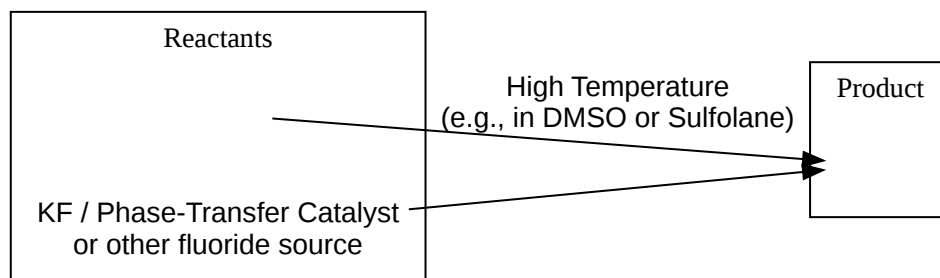 Reactants
High Temperature
(e.g., in DMSO or Sulfolane)
Product
KF / Phase-Transfer Catalyst
or other fluoride source